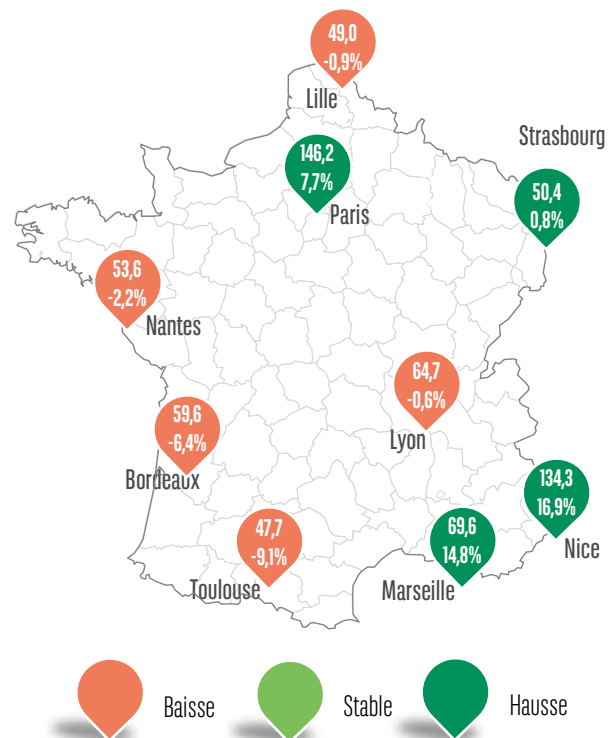 49,0
-0,9%
Lille
Strasbourg
146,2
7,7%
Paris
50,4
0,8%
53,6
-2,2%
Nantes
64,7
-0,6%
Lyon
59,6
-6,4%
Bordeaux
134,3
16,9%
Nice
47,7
-9,1%
Toulouse
69,6
14,8%
Marseille
Baisse
Stable
Hausse